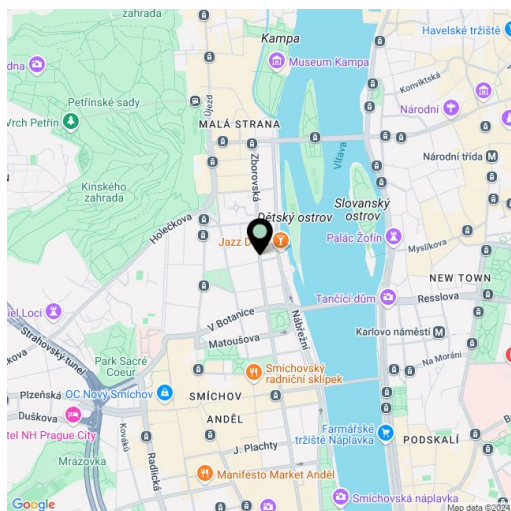 zahrada
Kampa
Havelské tržiště
Museum Kampa
Konviktská
dna
Petřínské sady
Národní
Vrch Petřín
Újezd
MALÁ STRANA
Vltava
Národní třída
Zborovská
Kinského
zahrada
Slovanský
ostrov
Dětský ostrov
Holečkova
Jazz D
Palác Žofín
Myslíkova
NEW TOWN
Tančící dům
Resslova
iel Loci
Nábřežní
V Botanice
Karlovo náměstí
Matoušova
Strahovský tunel
Na Moráni
Park Sacré
Coeur
Smíchovský
radniční sklípek
Plzeňská
OC Nový Smíchov
SMÍCHOV
Duškova
ANDĚL
Farmářské
tržiště Náplavka
PODSKALÍ
tel NH Prague City
Kováků
Radlická
J. Plachty
Mrázovka
Manifesto Market Anděl
Smíchovská náplavka
Google
Map data ©2024